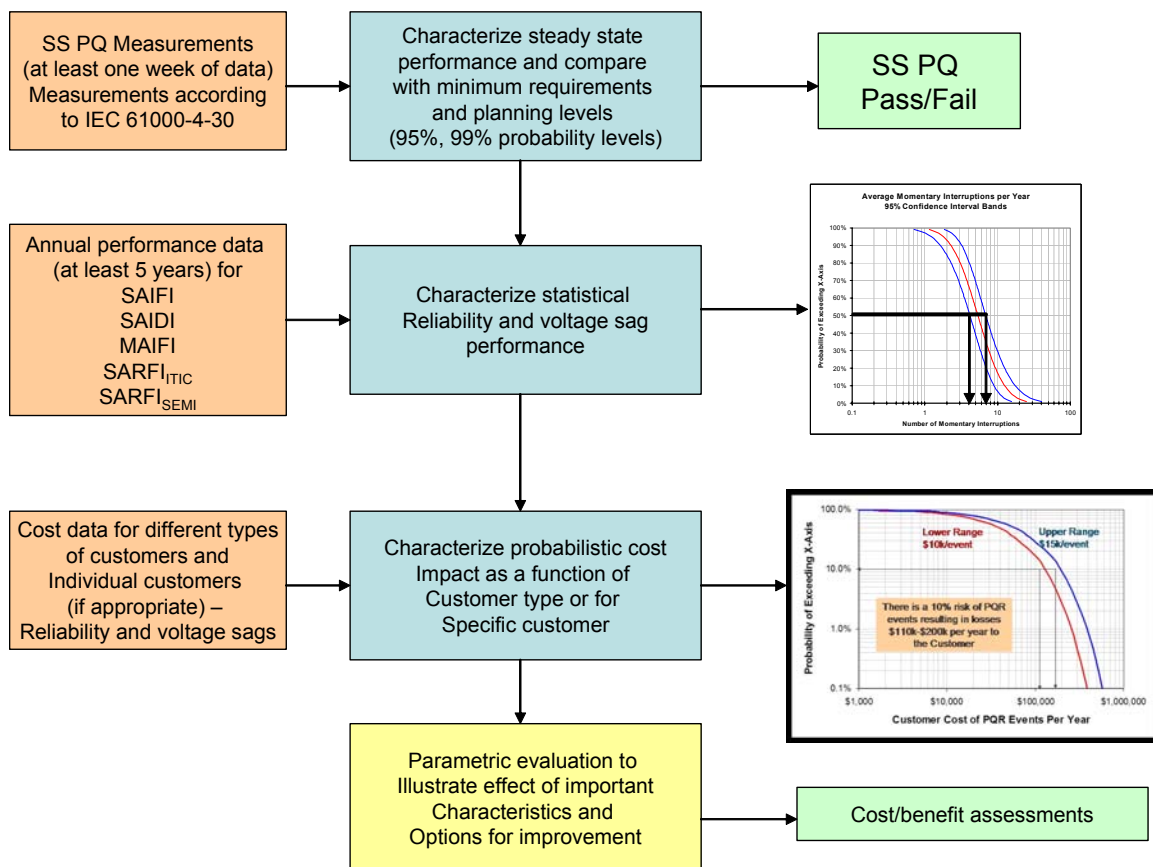 SS PQ Measurements
(at least one week of data)
Measurements according
to IEC 61000-4-30
Characterize steady state
performance and compare
with minimum requirements
and planning levels
(95%, 99% probability levels)
SS PQ
Pass/Fail
Annual performance data
(at least 5 years) for
SAIFI
SAIDI
MAIFI
SARFI_ITIC
SARFI_SEMI
Characterize statistical
Reliability and voltage sag
performance
Average Momentary Interruptions per Year
95% Confidence Interval Bands
Probability of Exceeding X-Axis
100%
90%
80%
70%
60%
50%
40%
30%
20%
10%
0%
0.1
1
10
100
Number of Momentary Interruptions
Cost data for different types
of customers and
Individual customers
(if appropriate) –
Reliability and voltage sags
Characterize probabilistic cost
Impact as a function of
Customer type or for
Specific customer
Probability of Exceeding X-Axis
100.0%
10.0%
1.0%
0.1%
Lower Range
$10k/event
Upper Range
$15k/event
There is a 10% risk of PQR
events resulting in losses
$110k-$200k per year to
the Customer
$1,000
$10,000
$100,000
$1,000,000
Customer Cost of PQR Events Per Year
Parametric evaluation to
Illustrate effect of important
Characteristics and
Options for improvement
Cost/benefit assessments